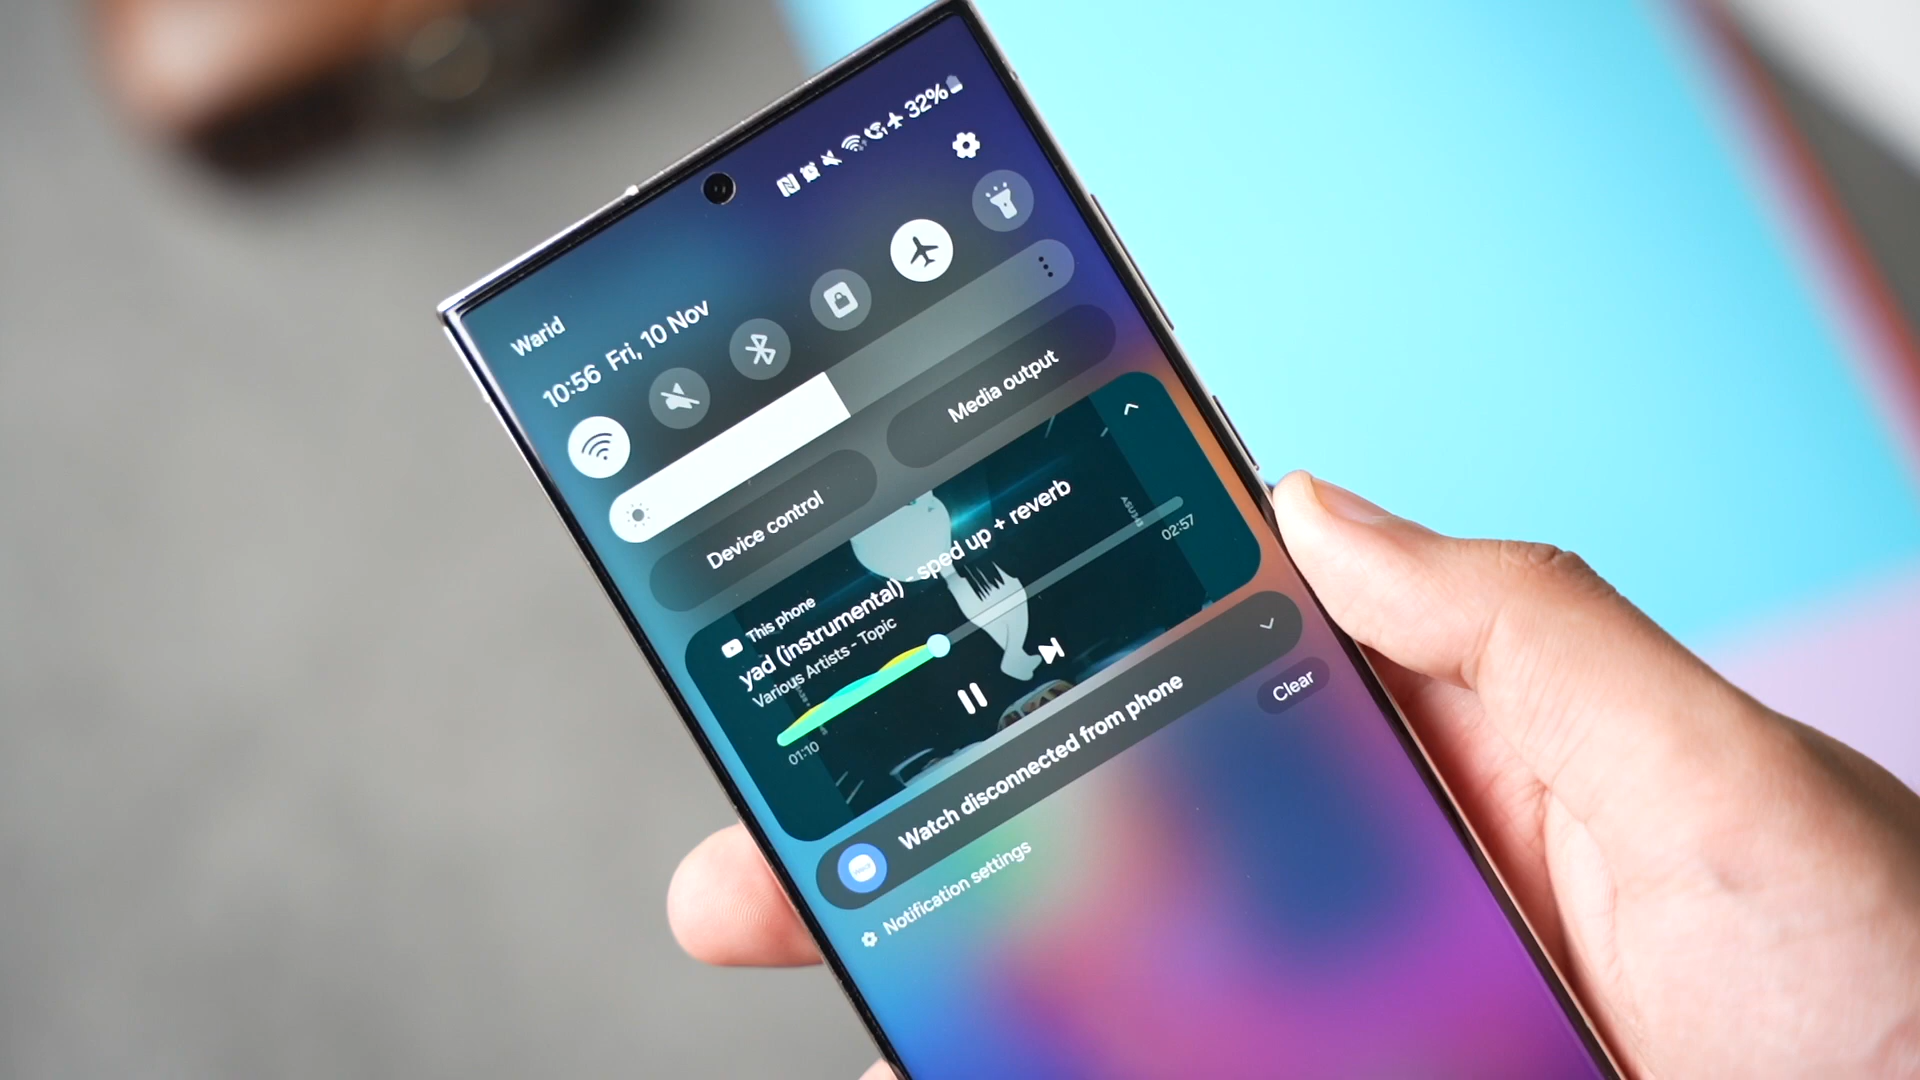 32%
Warid
10:56 Fri, 10 Nov
Device control
Media output
This phone
yad (instrumental) - sped up + reverb
Various Artists - Topic
01:10
02:57
Watch disconnected from phone
Notification settings
Clear